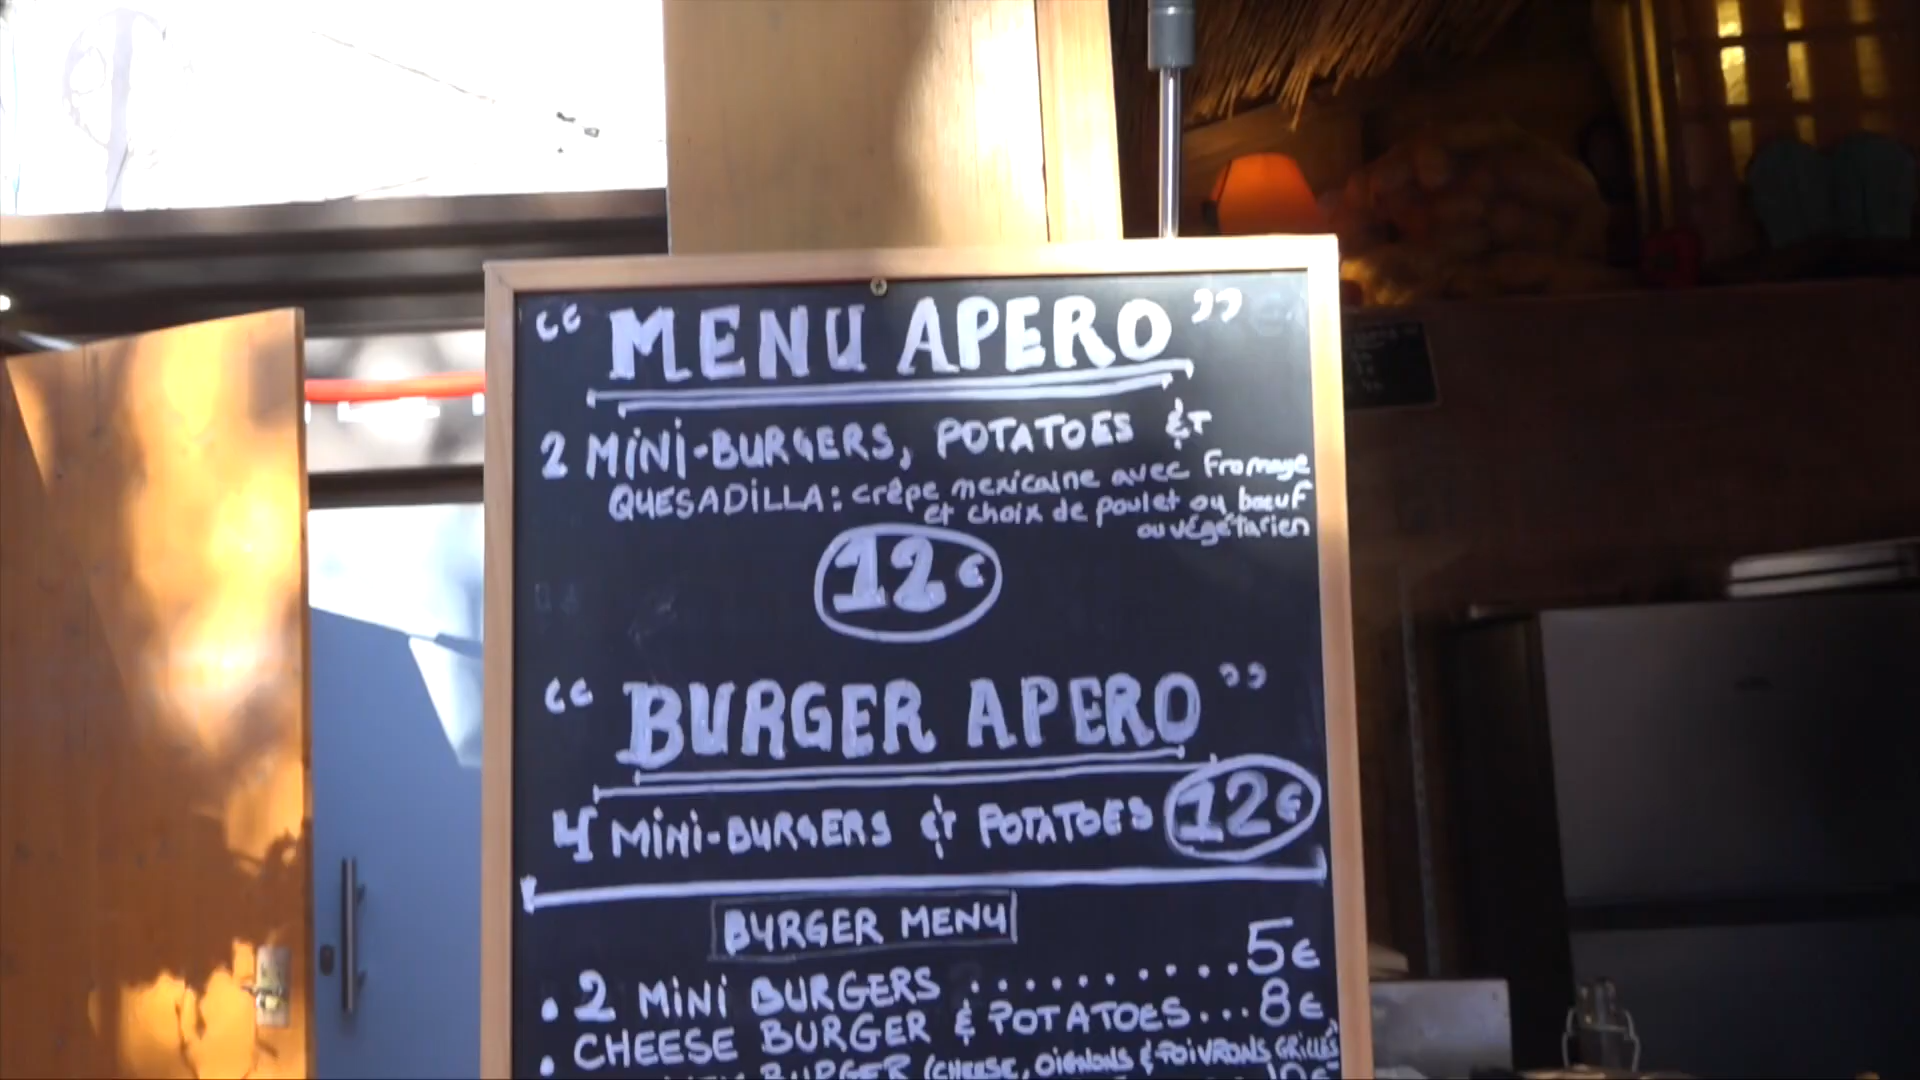 “MENU APERO”
2 MiNi-BURGERS, POTATOES &T
QUESADiLLA: crêpe mexicaine avec Fromage
et choix de poulet ou bœuf
ou végétarien
12€
“BURGER APERO”
4 MiNi-BURGERS &T POTATOES 12€
BURGER MENU
• 2 MiNi BURGERS ..........5€
• CHEESE BURGER & POTATOES...8€
BURGER (CHEESE, OiGNONS & POiVRONS GRiLLÉS